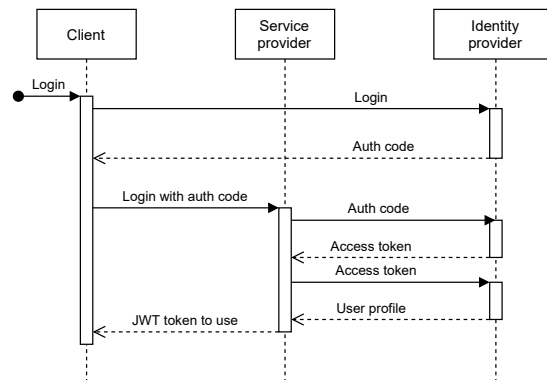 Client
Service
provider
Identity
provider
Login
Login
Auth code
Login with auth code
Auth code
Access token
Access token
User profile
JWT token to use